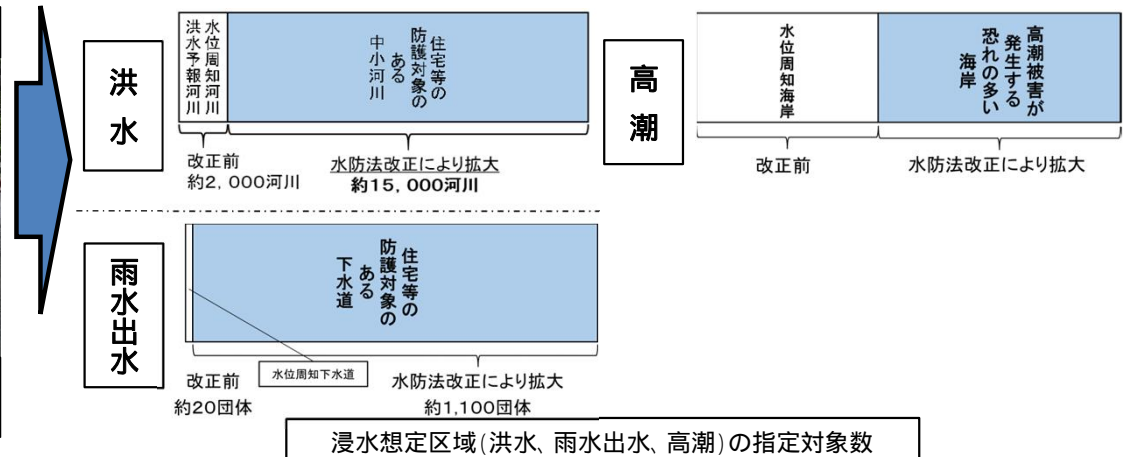 洪水
洪水予報河川
水位周知河川
住宅等の
防護対象の
ある
中小河川
改正前
約2,000河川
水防法改正により拡大
約15,000河川
高潮
水位周知海岸
高潮被害が
発生する
恐れの多い
海岸
改正前
水防法改正により拡大
雨水出水
住宅等の
防護対象の
ある
下水道
水位周知下水道
改正前
約20団体
水防法改正により拡大
約1,100団体
浸水想定区域(洪水、雨水出水、高潮)の指定対象数